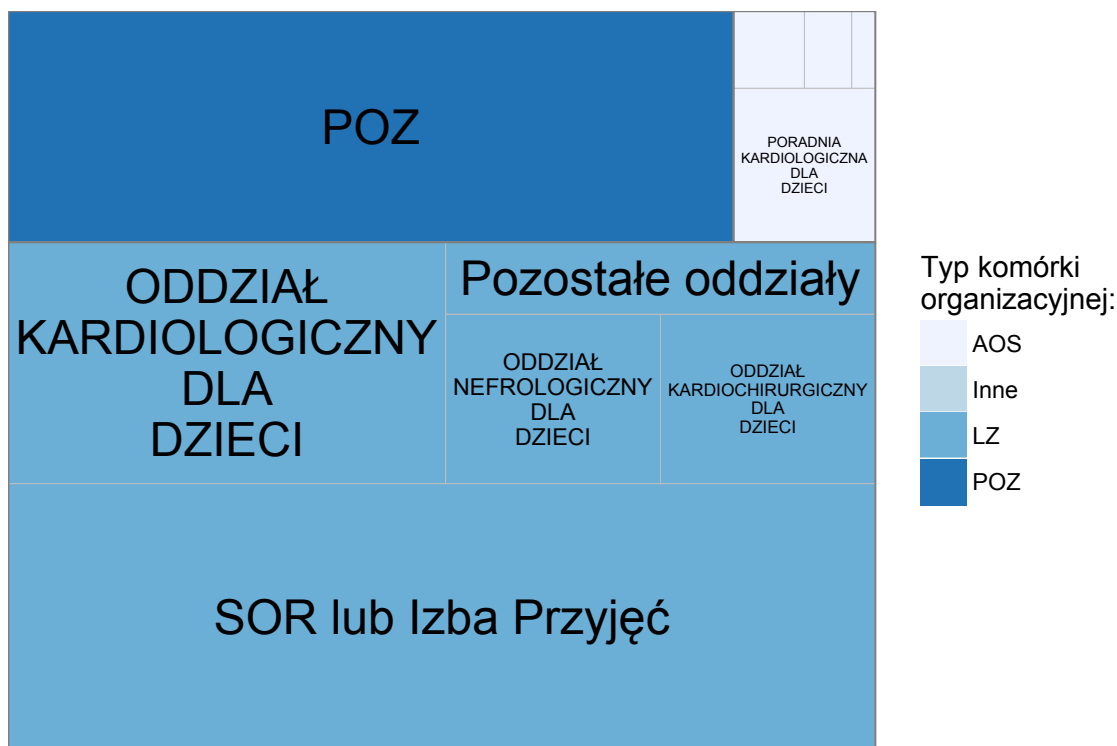 POZ
PORADNIA
KARDIOLOGICZNA
DLA
DZIECI
ODDZIAŁ
KARDIOLOGICZNY
DLA
DZIECI
Pozostałe oddziały
ODDZIAŁ
NEFROLOGICZNY
DLA
DZIECI
ODDZIAŁ
KARDIOCHIRURGICZNY
DLA
DZIECI
SOR lub Izba Przyjęć
Typ komórki
organizacyjnej:
AOS
Inne
LZ
POZ